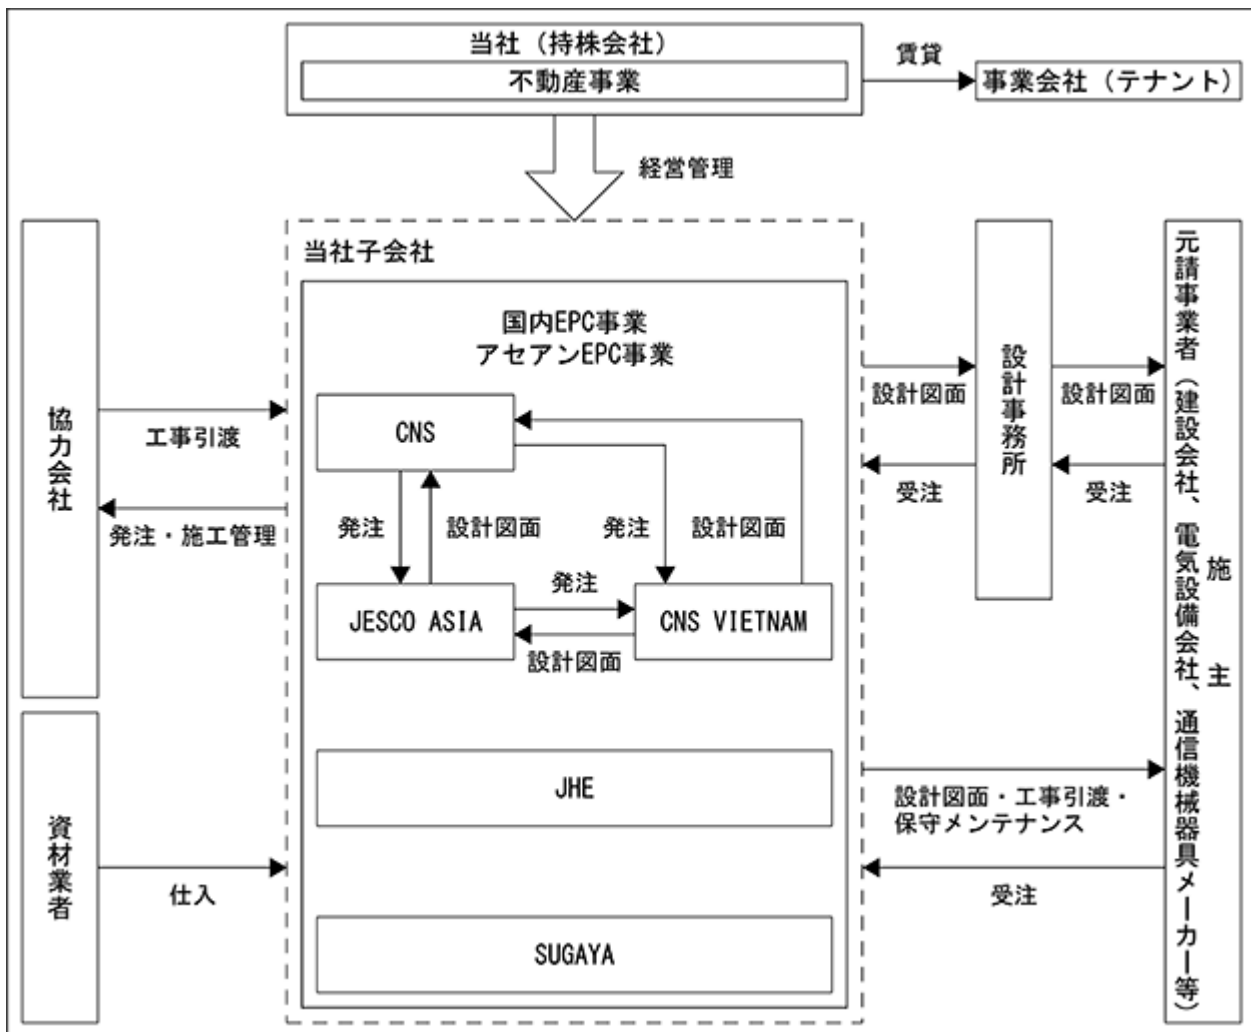 当社（持株会社）
不動産事業
賃貸
事業会社（テナント）
経営管理
協力会社
工事引渡
発注・施工管理
資材業者
仕入
当社子会社
国内EPC事業
アセアンEPC事業
CNS
発注
設計図面
発注
設計図面
JESCO ASIA
発注
設計図面
CNS VIETNAM
JHE
SUGAYA
設計図面
受注
設計事務所
設計図面
受注
設計図面・工事引渡・
保守メンテナンス
受注
施主
元請事業者（建設会社、電気設備会社、通信機械器具メーカー等）